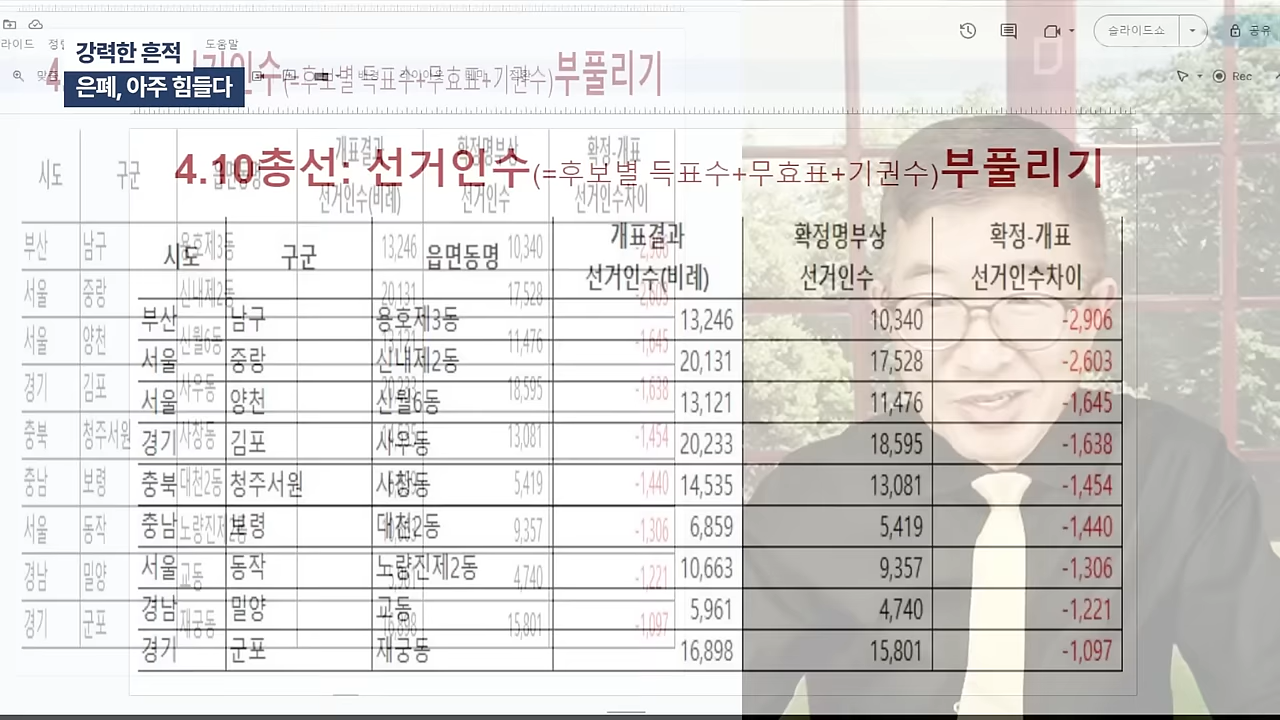 강력한 흔적
은폐, 아주 힘들다
도움말
슬라이드쇼
공유
Rec
4.10총선: 선거인수(=후보별 득표수+무효표+기권수)부풀리기
시도 구군 읍면동명 개표결과 선거인수(비례) 확정명부상 선거인수 확정-개표 선거인수차이
부산 남구 용호제3동 13,246 10,340 -2,906
서울 중랑 신내제2동 20,131 17,528 -2,603
서울 양천 신월6동 13,121 11,476 -1,645
경기 김포 사우동 20,233 18,595 -1,638
충북 청주서원 사창동 14,535 13,081 -1,454
충남 보령 대천2동 6,859 5,419 -1,440
서울 동작 노량진제2동 10,663 9,357 -1,306
경남 밀양 교동 5,961 4,740 -1,221
경기 군포 재궁동 16,898 15,801 -1,097